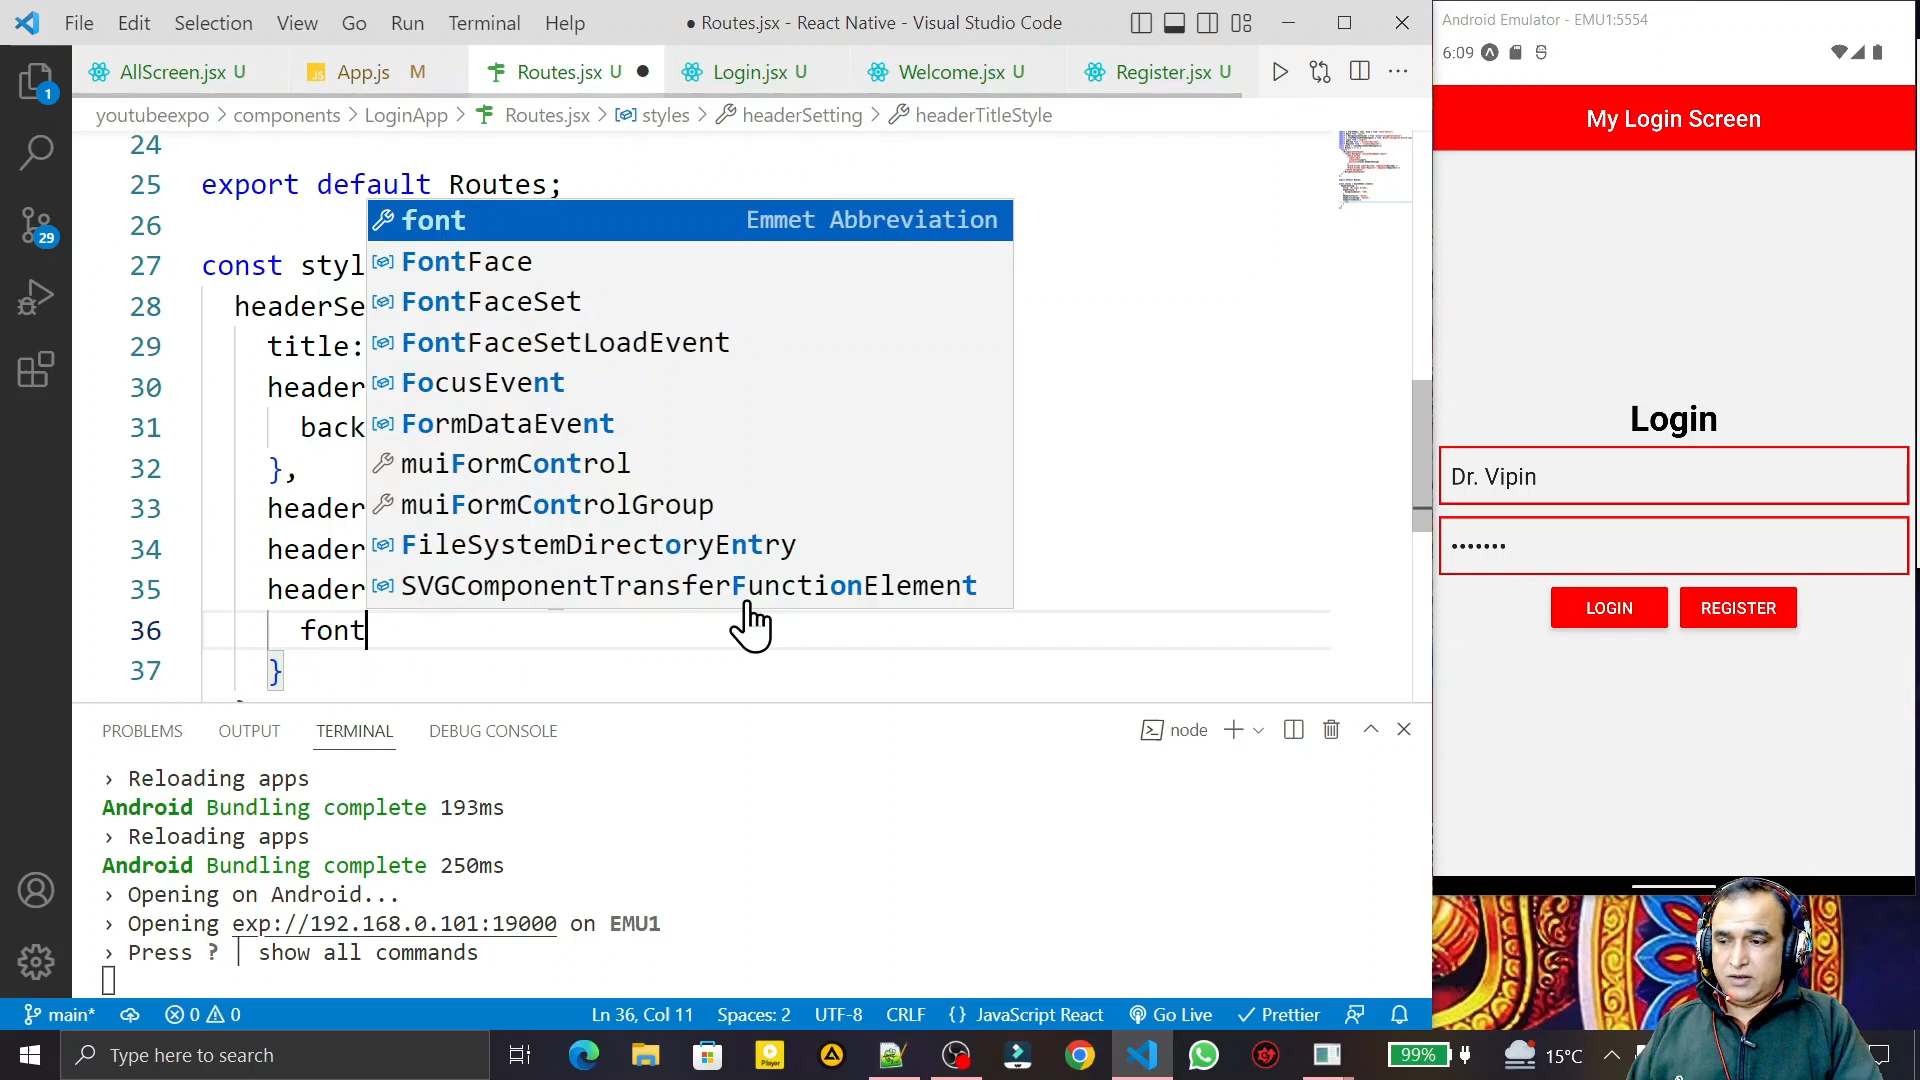 File Edit Selection View Go Run Terminal Help
● Routes.jsx - React Native - Visual Studio Code
AllScreen.jsx U
JS App.js M
Routes.jsx U ●
Login.jsx U
Welcome.jsx U
Register.jsx U
youtubeexpo > components > LoginApp > Routes.jsx > styles > headerSetting > headerTitleStyle
24
25 export default Routes;
26
27 const styl
28 headerSe
29 title:
30 header
31 back
32 },
33 header
34 header
35 header
36 font
37 }
font Emmet Abbreviation
FontFace
FontFaceSet
FontFaceSetLoadEvent
FocusEvent
FormDataEvent
muiFormControl
muiFormControlGroup
FileSystemDirectoryEntry
SVGComponentTransferFunctionElement
1
29
PROBLEMS OUTPUT TERMINAL DEBUG CONSOLE
node
› Reloading apps
Android Bundling complete 193ms
› Reloading apps
Android Bundling complete 250ms
› Opening on Android...
› Opening exp://192.168.0.101:19000 on EMU1
› Press ? │ show all commands
main* 0 0 Ln 36, Col 11 Spaces: 2 UTF-8 CRLF {} JavaScript React Go Live Prettier
Type here to search
Player
99%
15°C
Android Emulator - EMU1:5554
6:09
My Login Screen
Login
Dr. Vipin
•••••••
LOGIN REGISTER